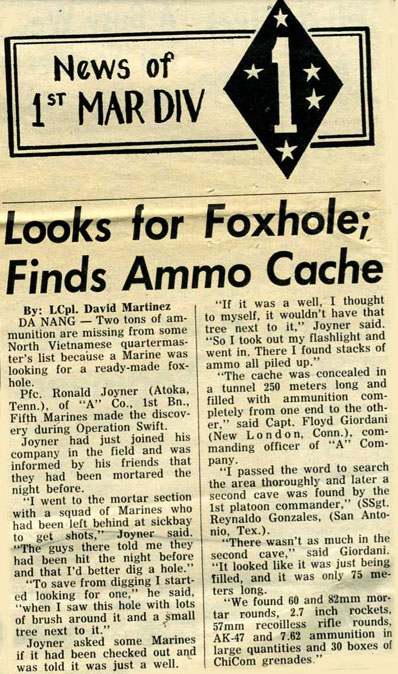 News of
1ST MAR DIV
1
Looks for Foxhole;
Finds Ammo Cache
By: LCpl. David Martinez
DA NANG — Two tons of am-
munition are missing from some
North Vietnamese quartermas-
ter's list because a Marine was
looking for a ready-made fox-
hole.
Pfc. Ronald Joyner (Atoka,
Tenn.), of "A" Co., 1st Bn.,
Fifth Marines made the discov-
ery during Operation Swift.
Joyner had just joined his
company in the field and was
informed by his friends that
they had been mortared the
night before.
"I went to the mortar section
with a squad of Marines who
had been left behind at sickbay
to get shots," Joyner said.
"The guys there told me they
had been hit the night before
and that I'd better dig a hole."
"To save from digging I start-
ed looking for one," he said,
"when I saw this hole with lots
of brush around it and a small
tree next to it."
Joyner asked some Marines
if it had been checked out and
was told it was just a well.
"If it was a well, I thought
to myself, it wouldn't have that
tree next to it," Joyner said.
"So I took out my flashlight and
went in. There I found stacks of
ammo all piled up."
"The cache was concealed in
a tunnel 250 meters long and
filled with ammunition com-
pletely from one end to the oth-
er," said Capt. Floyd Giordani
(New London, Conn.), com-
manding officer of "A" Com-
pany.
"I passed the word to search
the area thoroughly and later a
second cave was found by the
1st platoon commander," (SSgt.
Reynaldo Gonzales, (San Anto-
nio, Tex.).
"There wasn't as much in the
second cave," said Giordani.
"It looked like it was just being
filled, and it was only 75 me-
ters long.
"We found 60 and 82mm mor-
tar rounds, 2.7 inch rockets,
57mm recoilless rifle rounds,
AK-47 and 7.62 ammunition in
large quantities and 30 boxes of
ChiCom grenades."